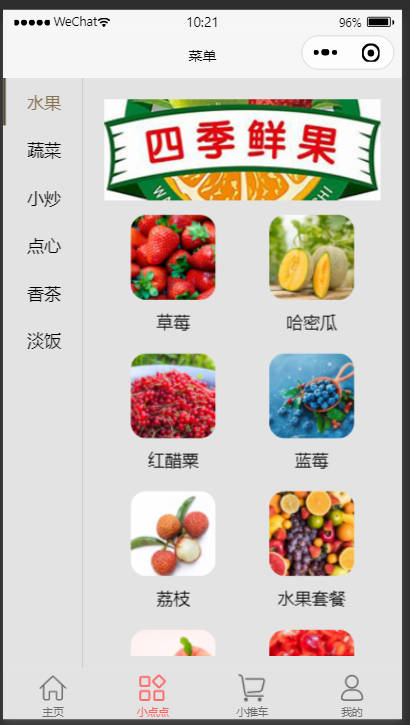 WeChat 10:21 96%
菜单
水果
蔬菜
小炒
点心
香茶
淡饭
四季鲜果
草莓 哈密瓜
红醋粟 蓝莓
荔枝 水果套餐
主页 小点点 小推车 我的